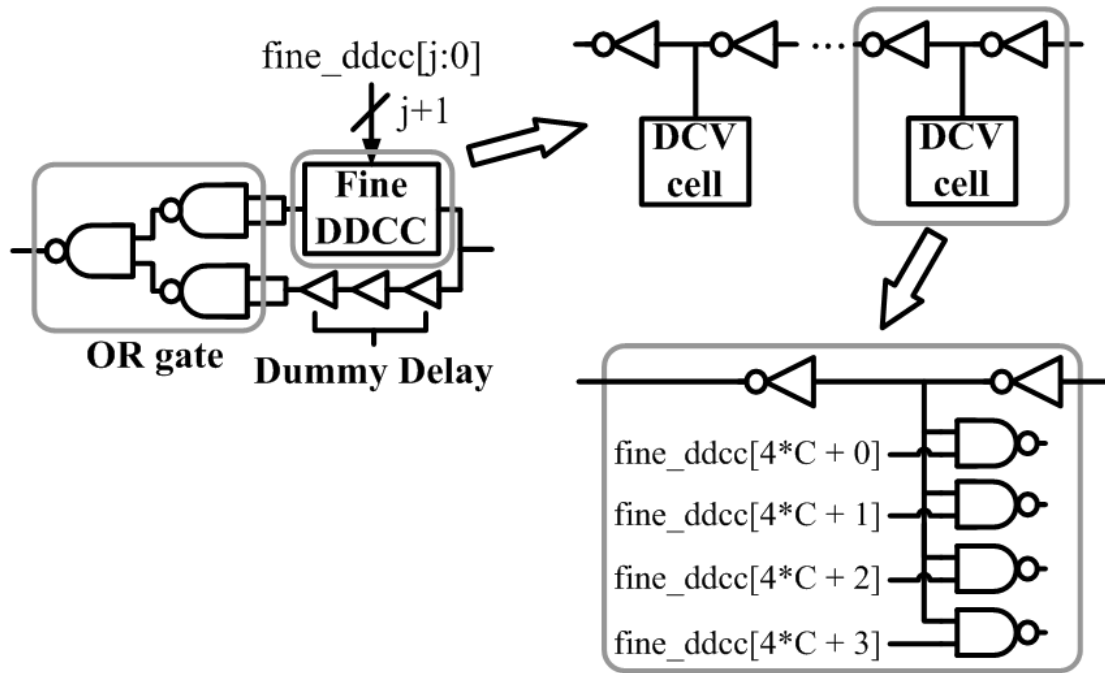 fine_ddcc[j:0]
j+1
Fine
DDCC
OR gate
Dummy Delay
DCV
cell
...
DCV
cell
fine_ddcc[4*C + 0]
fine_ddcc[4*C + 1]
fine_ddcc[4*C + 2]
fine_ddcc[4*C + 3]